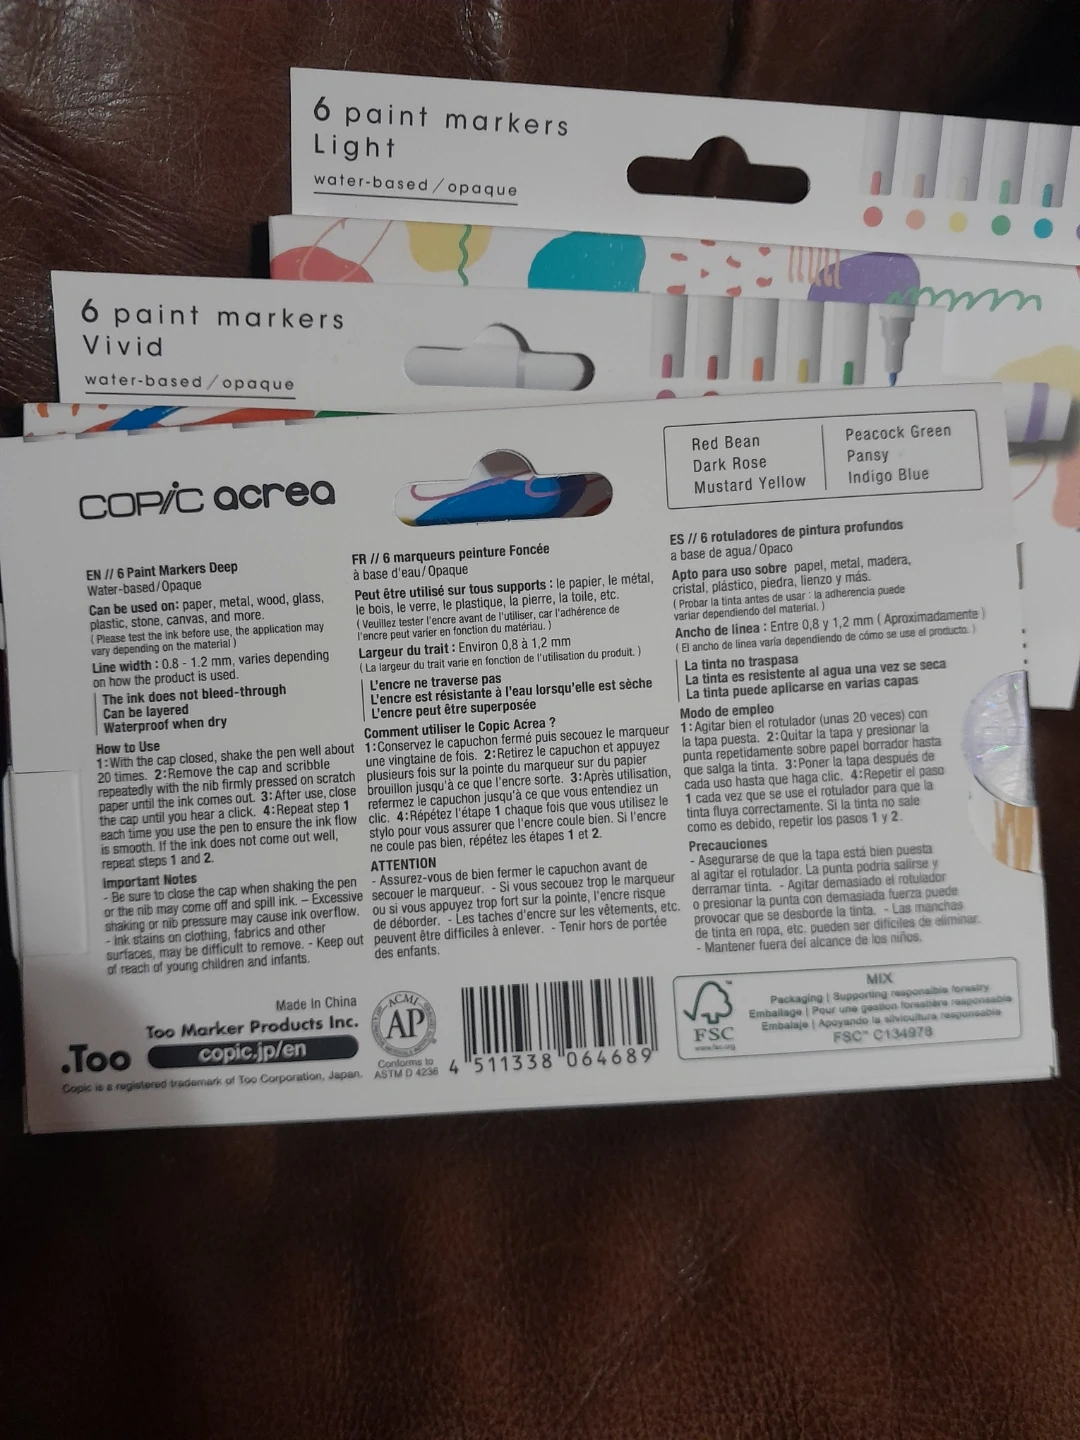 6 paint markers
Light
water-based/opaque
6 paint markers
Vivid
water-based/opaque
COPIC acrea
Red Bean
Dark Rose
Mustard Yellow
Peacock Green
Pansy
Indigo Blue
EN // 6 Paint Markers Deep
Water-based/Opaque
Can be used on: paper, metal, wood, glass,
plastic, stone, canvas, and more.
( Please test the ink before use, the application may
vary depending on the material )
Line width : 0.8 - 1.2 mm, varies depending
on how the product is used.
The ink does not bleed-through
Can be layered
Waterproof when dry
How to Use
1:With the cap closed, shake the pen well about
20 times. 2:Remove the cap and scribble
repeatedly with the nib firmly pressed on scratch
paper until the ink comes out. 3:After use, close
the cap until you hear a click. 4:Repeat step 1
each time you use the pen to ensure the ink flow
is smooth. If the ink does not come out well,
repeat steps 1 and 2.
Important Notes
- Be sure to close the cap when shaking the pen
or the nib may come off and spill ink. – Excessive
shaking or nib pressure may cause ink overflow.
- Ink stains on clothing, fabrics and other
surfaces, may be difficult to remove. - Keep out
of reach of young children and infants.
FR // 6 marqueurs peinture Foncée
à base d'eau/Opaque
Peut être utilisé sur tous supports : le papier, le métal,
le bois, le verre, le plastique, la pierre, la toile, etc.
( Veuillez tester l'encre avant de l'utiliser, car l'adhérence de
l'encre peut varier en fonction du matériau. )
Largeur du trait : Environ 0,8 à 1,2 mm
( La largeur du trait varie en fonction de l'utilisation du produit. )
L'encre ne traverse pas
L'encre est résistante à l'eau lorsqu'elle est sèche
L'encre peut être superposée
Comment utiliser le Copic Acrea ?
1:Conservez le capuchon fermé puis secouez le marqueur
une vingtaine de fois. 2:Retirez le capuchon et appuyez
plusieurs fois sur la pointe du marqueur sur du papier
brouillon jusqu'à ce que l'encre sorte. 3:Après utilisation,
refermez le capuchon jusqu'à ce que vous entendiez un
clic. 4:Répétez l'étape 1 chaque fois que vous utilisez le
stylo pour vous assurer que l'encre coule bien. Si l'encre
ne coule pas bien, répétez les étapes 1 et 2.
ATTENTION
- Assurez-vous de bien fermer le capuchon avant de
secouer le marqueur. - Si vous secouez trop le marqueur
ou si vous appuyez trop fort sur la pointe, l'encre risque
de déborder. - Les taches d'encre sur les vêtements, etc.
peuvent être difficiles à enlever. - Tenir hors de portée
des enfants.
ES // 6 rotuladores de pintura profundos
a base de agua/Opaco
Apto para uso sobre papel, metal, madera,
cristal, plástico, piedra, lienzo y más.
( Probar la tinta antes de usar : la adherencia puede
variar dependiendo del material. )
Ancho de línea : Entre 0,8 y 1,2 mm ( Aproximadamente )
( El ancho de línea varía dependiendo de cómo se use el producto. )
La tinta no traspasa
La tinta es resistente al agua una vez se seca
La tinta puede aplicarse en varias capas
Modo de empleo
1:Agitar bien el rotulador (unas 20 veces) con
la tapa puesta. 2:Quitar la tapa y presionar la
punta repetidamente sobre papel borrador hasta
que salga la tinta. 3:Poner la tapa después de
cada uso hasta que haga clic. 4:Repetir el paso
1 cada vez que se use el rotulador para que la
tinta fluya correctamente. Si la tinta no sale
como es debido, repetir los pasos 1 y 2.
Precauciones
- Asegurarse de que la tapa está bien puesta
al agitar el rotulador. La punta podría salirse y
derramar tinta. - Agitar demasiado el rotulador
o presionar la punta con demasiada fuerza puede
provocar que se desborde la tinta. - Las manchas
de tinta en ropa, etc. pueden ser difíciles de eliminar.
- Mantener fuera del alcance de los niños.
Made in China
Too Marker Products Inc.
.Too copic.jp/en
Copic is a registered trademark of Too Corporation, Japan.
ACMI
AP
Conforms to
ASTM D 4236
4 511338 064689
FSC
www.fsc.org
MIX
Packaging | Supporting responsible forestry
Emballage | Pour une gestion forestière responsable
Embalaje | Apoyando la silvicultura responsable
FSC™ C134978